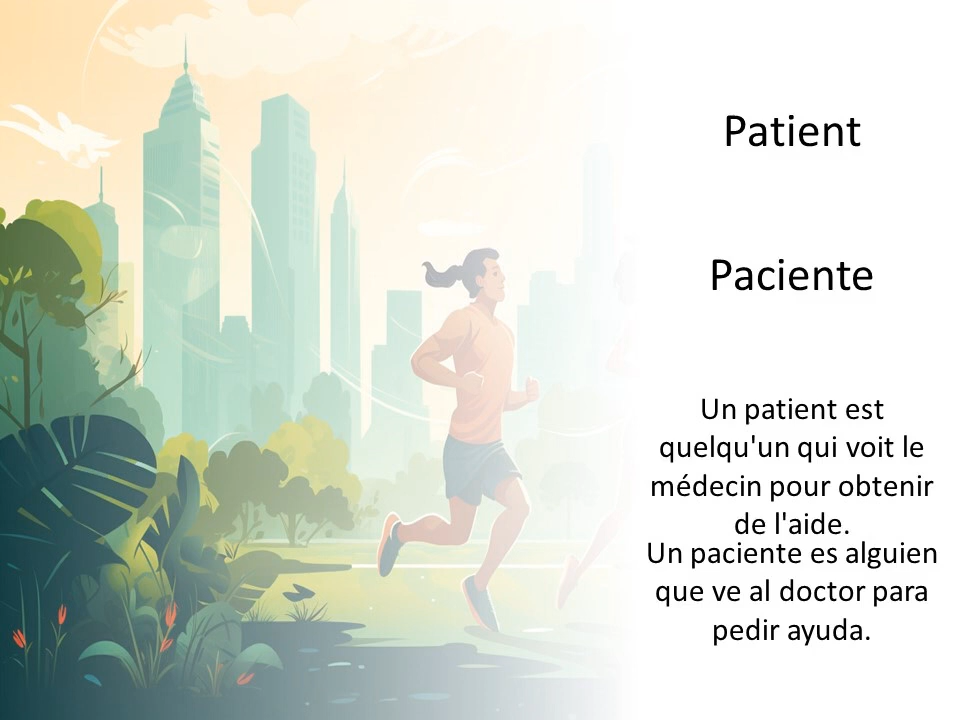 Patient
Paciente
Un patient est
quelqu'un qui voit le
médecin pour obtenir
de l'aide.
Un paciente es alguien
que ve al doctor para
pedir ayuda.